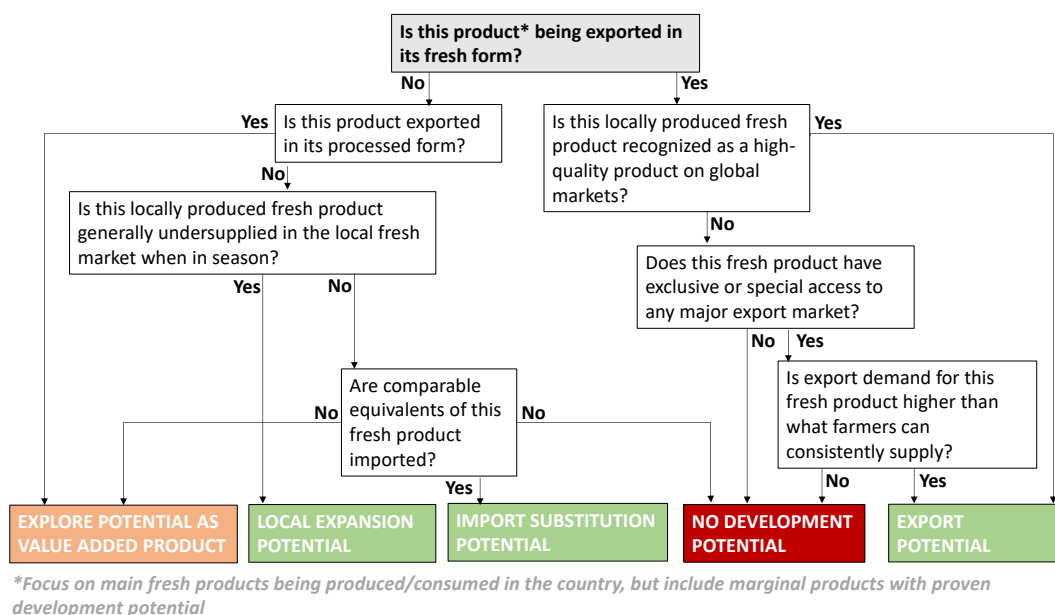 Is this product* being exported in
its fresh form?
No
Yes
Yes
Is this product exported
in its processed form?
Is this locally produced fresh
product recognized as a high-
quality product on global
markets?
Yes
No
Is this locally produced fresh product
generally undersupplied in the local fresh
market when in season?
No
Does this fresh product have
exclusive or special access to
any major export market?
Yes
No
No
Yes
Are comparable
equivalents of this
fresh product
imported?
No
No
Is export demand for this
fresh product higher than
what farmers can
consistently supply?
Yes
No
Yes
EXPLORE POTENTIAL AS
VALUE ADDED PRODUCT
LOCAL EXPANSION
POTENTIAL
IMPORT SUBSTITUTION
POTENTIAL
NO DEVELOPMENT
POTENTIAL
EXPORT
POTENTIAL
*Focus on main fresh products being produced/consumed in the country, but include marginal products with proven
development potential